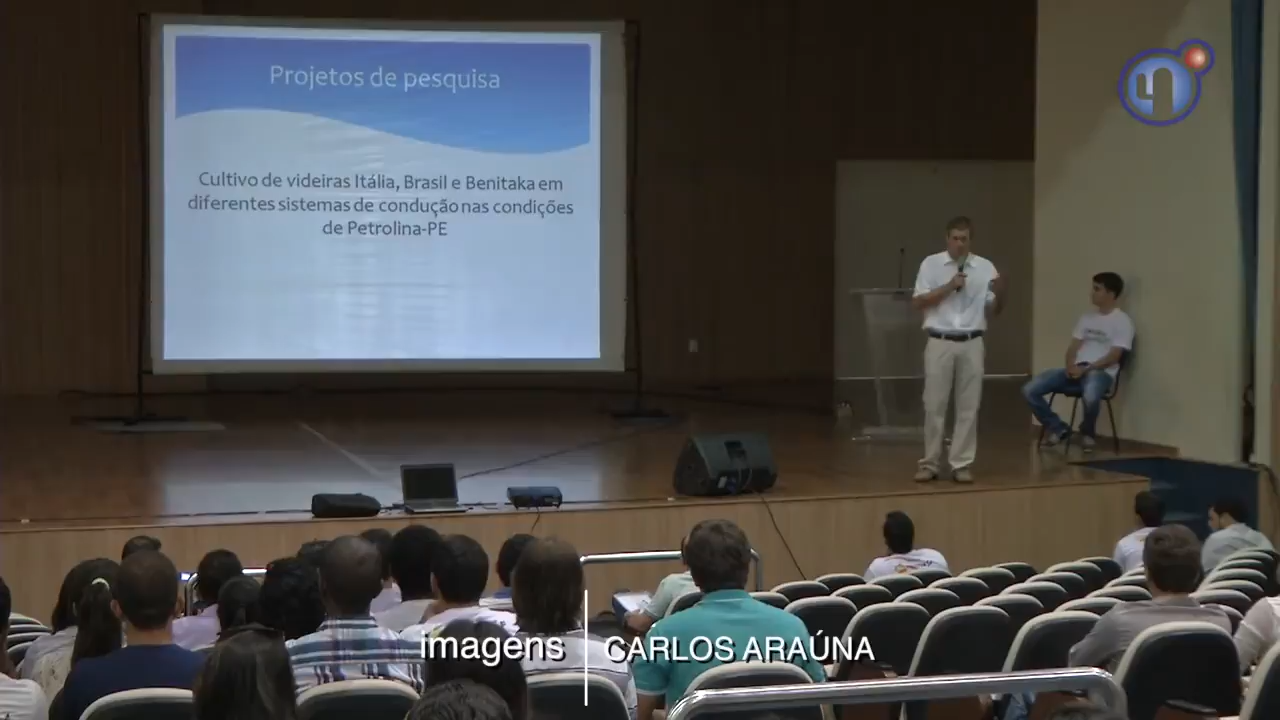 Projetos de pesquisa
Cultivo de videiras Itália, Brasil e Benitaka em
diferentes sistemas de condução nas condições
de Petrolina-PE
imagens CARLOS ARAÚNA